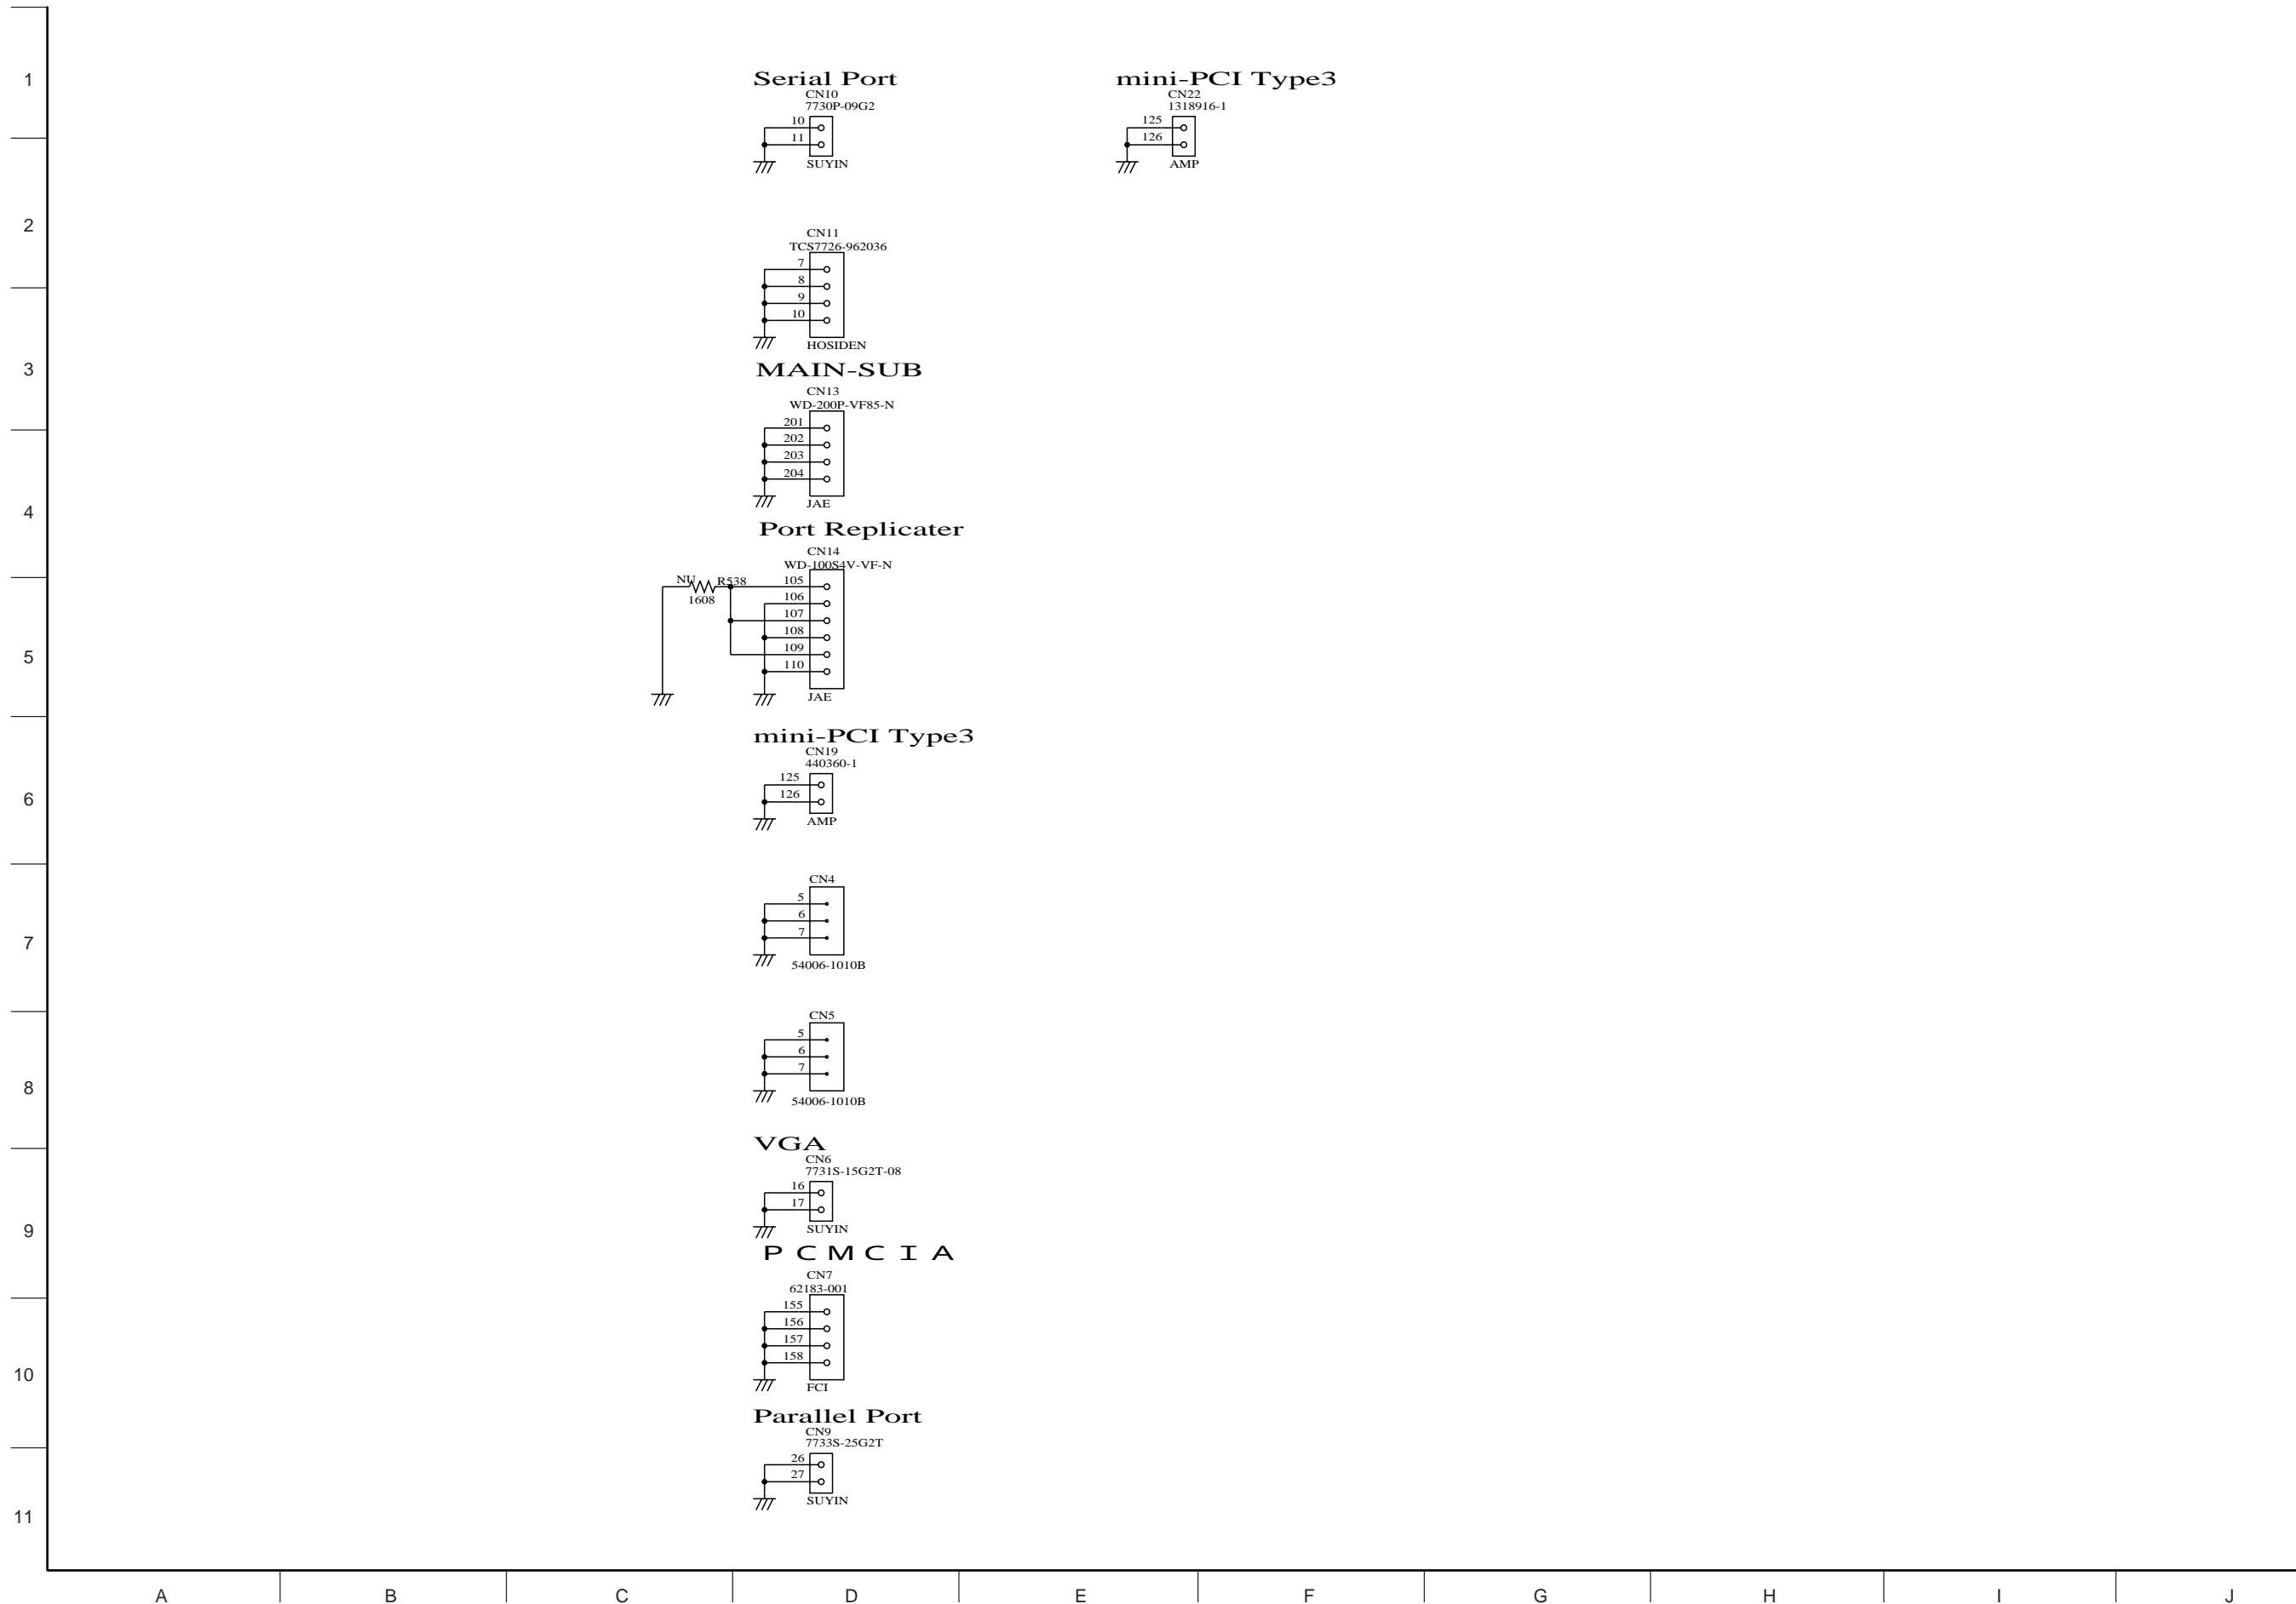 1
Serial Port
CN10
7730P-09G2
10
11
SUYIN
mini-PCI Type3
CN22
1318916-1
125
126
AMP
2
CN11
TCS7726-962036
7
8
9
10
HOSIDEN
3
MAIN-SUB
CN13
WD-200P-VF85-N
201
202
203
204
JAE
4
Port Replicater
CN14
WD-100S4V-VF-N
NU
R538
1608
105
106
107
108
109
110
JAE
5
mini-PCI Type3
CN19
440360-1
125
126
AMP
6
CN4
5
6
7
54006-1010B
7
CN5
5
6
7
54006-1010B
8
VGA
CN6
7731S-15G2T-08
16
17
SUYIN
9
PCMCIA
CN7
62183-001
155
156
157
158
FCI
10
Parallel Port
CN9
7733S-25G2T
26
27
SUYIN
11
A B C D E F G H I J